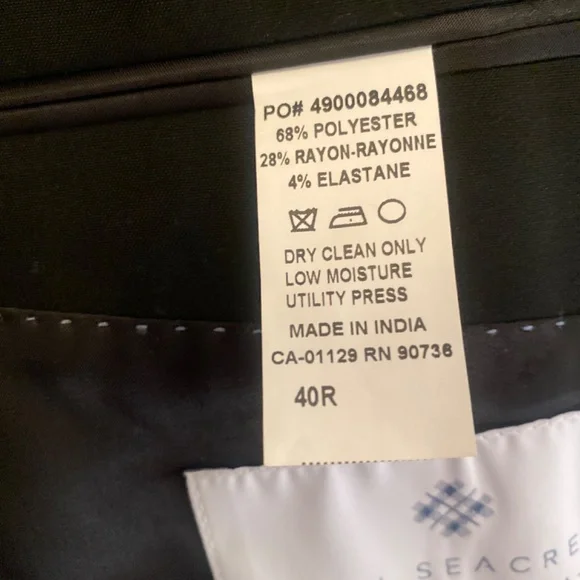 PO# 4900084468
68% POLYESTER
28% RAYON-RAYONNE
4% ELASTANE
DRY CLEAN ONLY
LOW MOISTURE
UTILITY PRESS
MADE IN INDIA
CA-01129 RN 90736
40R
SEACRE